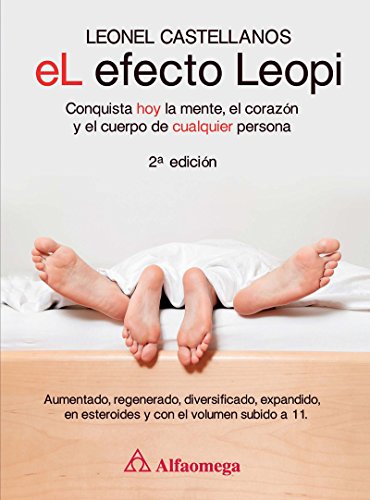 LEONEL CASTELLANOS
eL efecto Leopi
Conquista hoy la mente, el corazón
y el cuerpo de cualquier persona
2ª edición
Aumentado, regenerado, diversificado, expandido,
en esteroides y con el volumen subido a 11.
Alfaomega